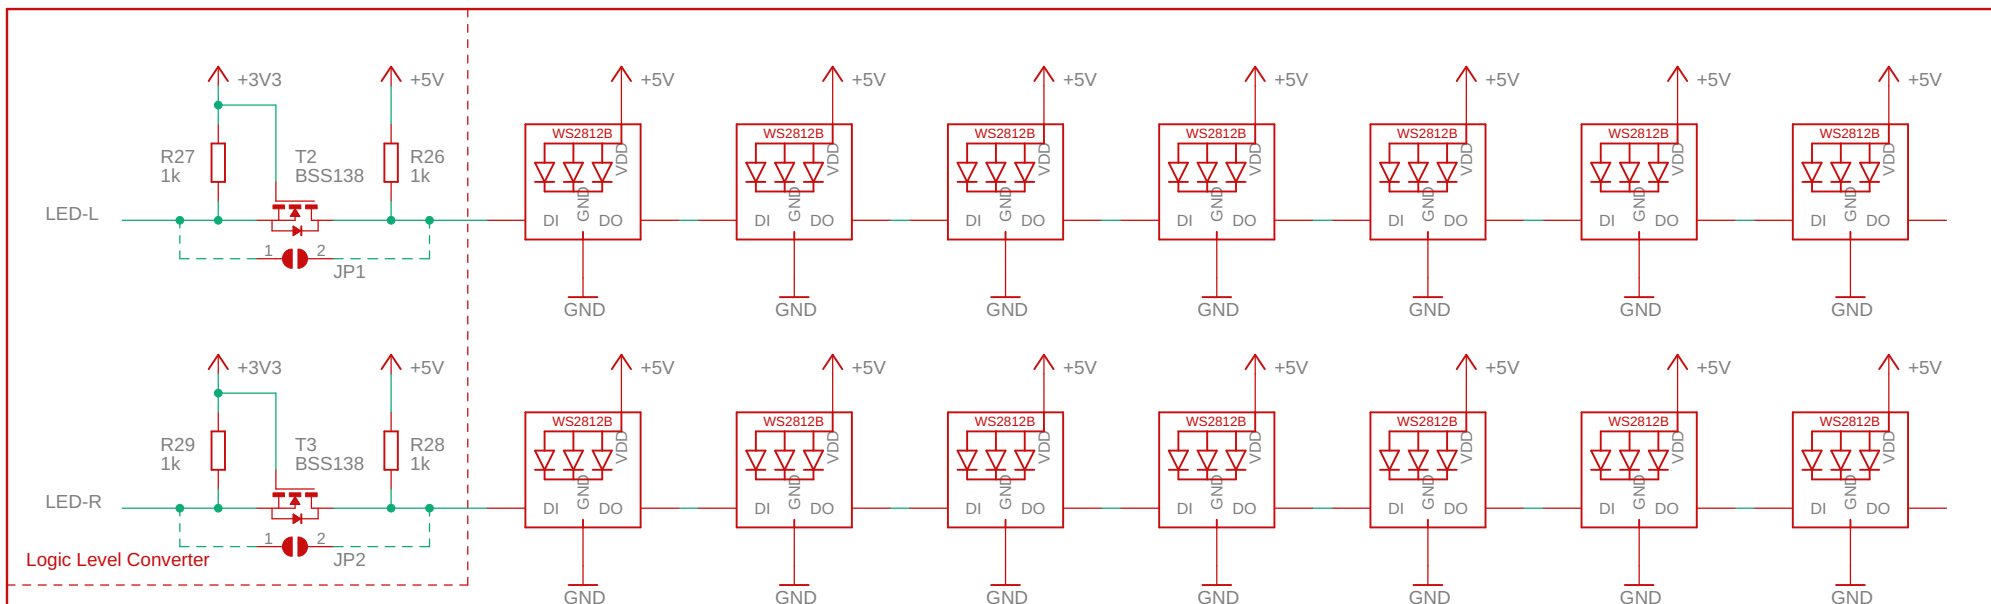 +3V3 +5V +5V +5V +5V +5V +5V +5V +5V
WS2812B WS2812B WS2812B WS2812B WS2812B WS2812B WS2812B
R27 T2 R26 VDD VDD VDD VDD VDD VDD VDD
1k BSS138 1k
LED-L GND GND GND GND GND GND GND
DI DO DI DO DI DO DI DO DI DO DI DO DI DO
1 2
JP1
GND GND GND GND GND GND GND
+3V3 +5V +5V +5V +5V +5V +5V +5V +5V
WS2812B WS2812B WS2812B WS2812B WS2812B WS2812B WS2812B
R29 T3 R28 VDD VDD VDD VDD VDD VDD VDD
1k BSS138 1k
LED-R GND GND GND GND GND GND GND
DI DO DI DO DI DO DI DO DI DO DI DO DI DO
1 2
Logic Level Converter JP2
GND GND GND GND GND GND GND